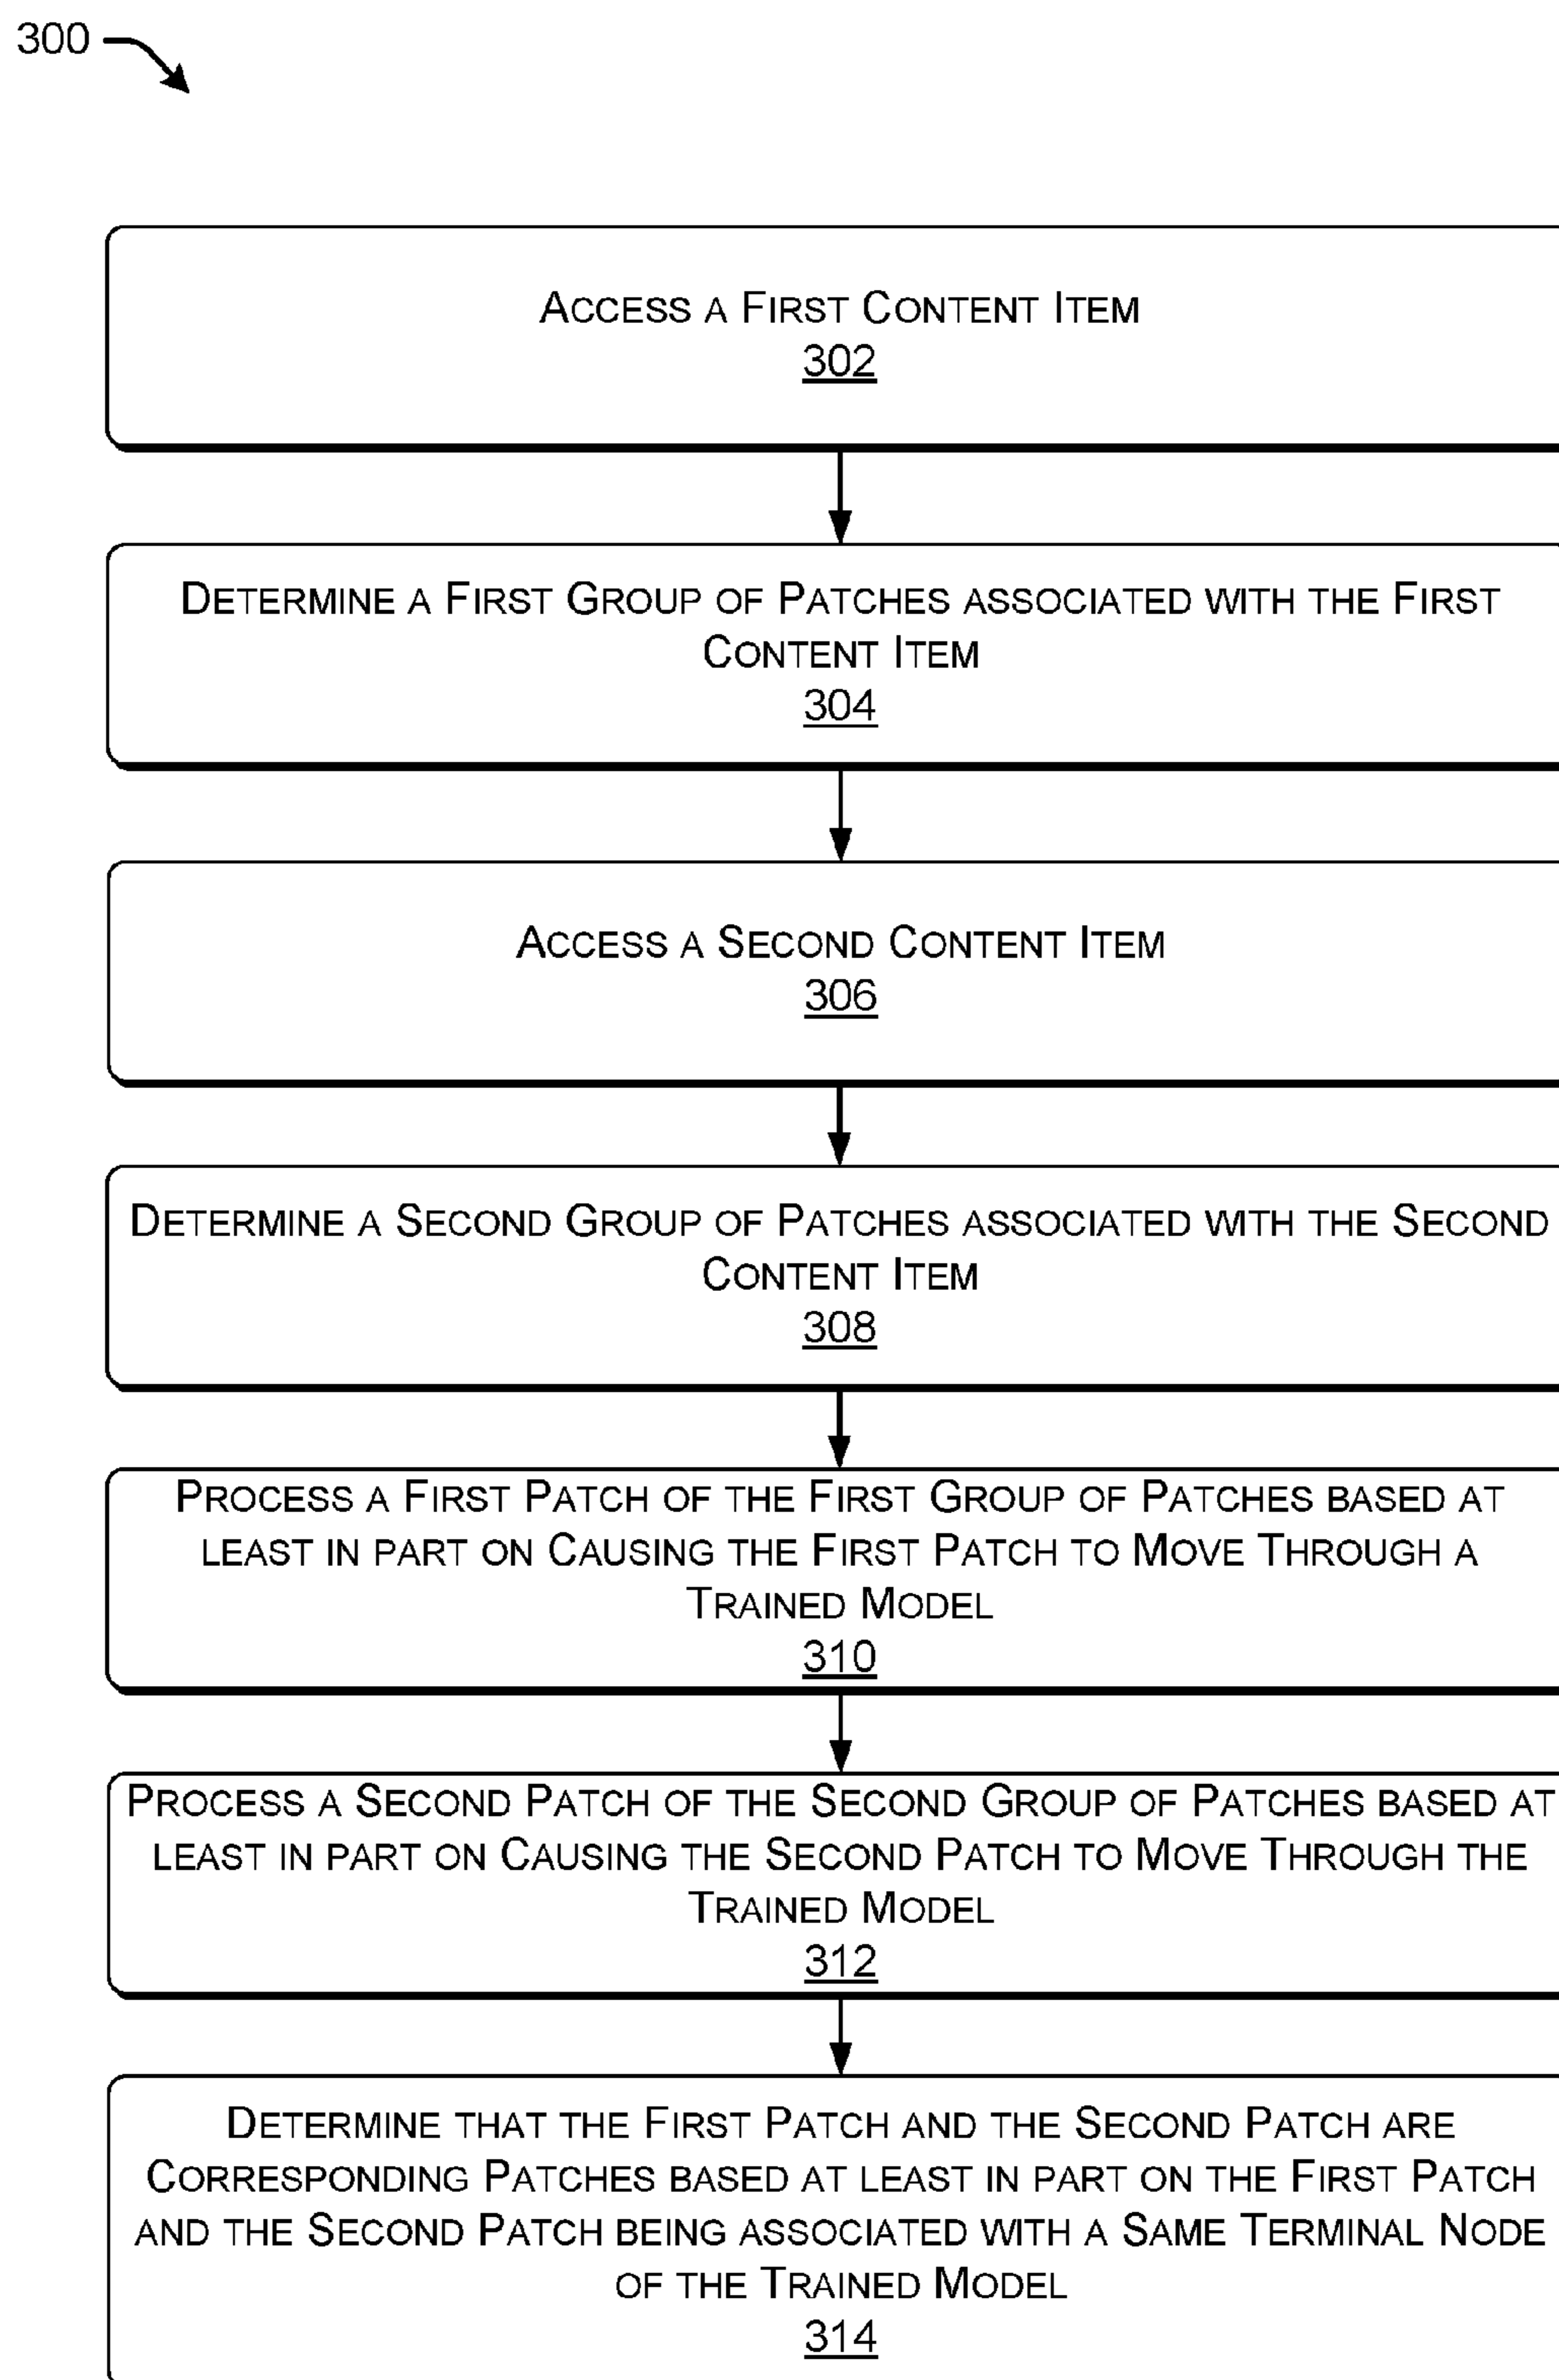 300
ACCESS A FIRST CONTENT ITEM
302
DETERMINE A FIRST GROUP OF PATCHES ASSOCIATED WITH THE FIRST
CONTENT ITEM
304
ACCESS A SECOND CONTENT ITEM
306
DETERMINE A SECOND GROUP OF PATCHES ASSOCIATED WITH THE SECOND
CONTENT ITEM
308
PROCESS A FIRST PATCH OF THE FIRST GROUP OF PATCHES BASED AT
LEAST IN PART ON CAUSING THE FIRST PATCH TO MOVE THROUGH A
TRAINED MODEL
310
PROCESS A SECOND PATCH OF THE SECOND GROUP OF PATCHES BASED AT
LEAST IN PART ON CAUSING THE SECOND PATCH TO MOVE THROUGH THE
TRAINED MODEL
312
DETERMINE THAT THE FIRST PATCH AND THE SECOND PATCH ARE
CORRESPONDING PATCHES BASED AT LEAST IN PART ON THE FIRST PATCH
AND THE SECOND PATCH BEING ASSOCIATED WITH A SAME TERMINAL NODE
OF THE TRAINED MODEL
314